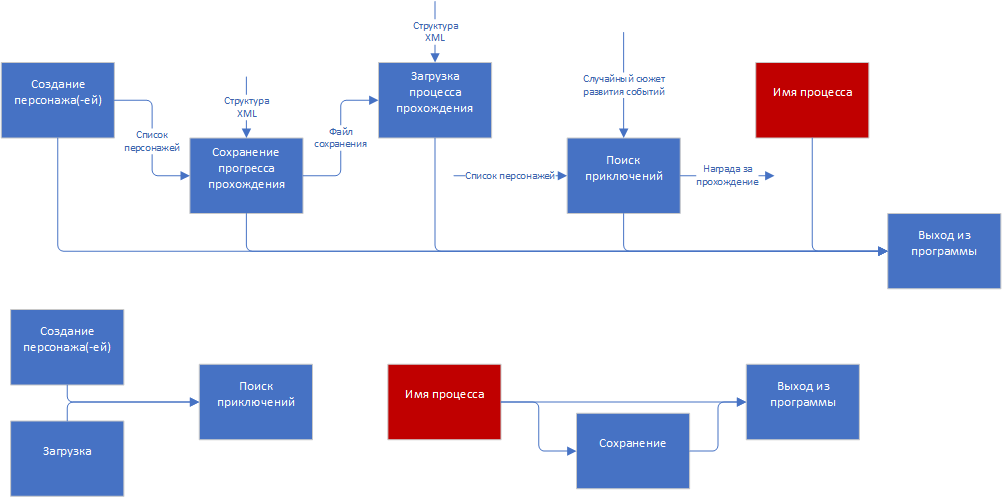 Структура
XML
Создание
персонажа(-ей)
Загрузка
процесса
прохождения
Случайный сюжет
развития событий
Имя процесса
Структура
XML
Список
персонажей
Файл
сохранения
Сохранение
прогресса
прохождения
Список персонажей
Поиск
приключений
Награда за
прохождение
Выход из
программы
Создание
персонажа(-ей)
Поиск
приключений
Загрузка
Имя процесса
Сохранение
Выход из
программы